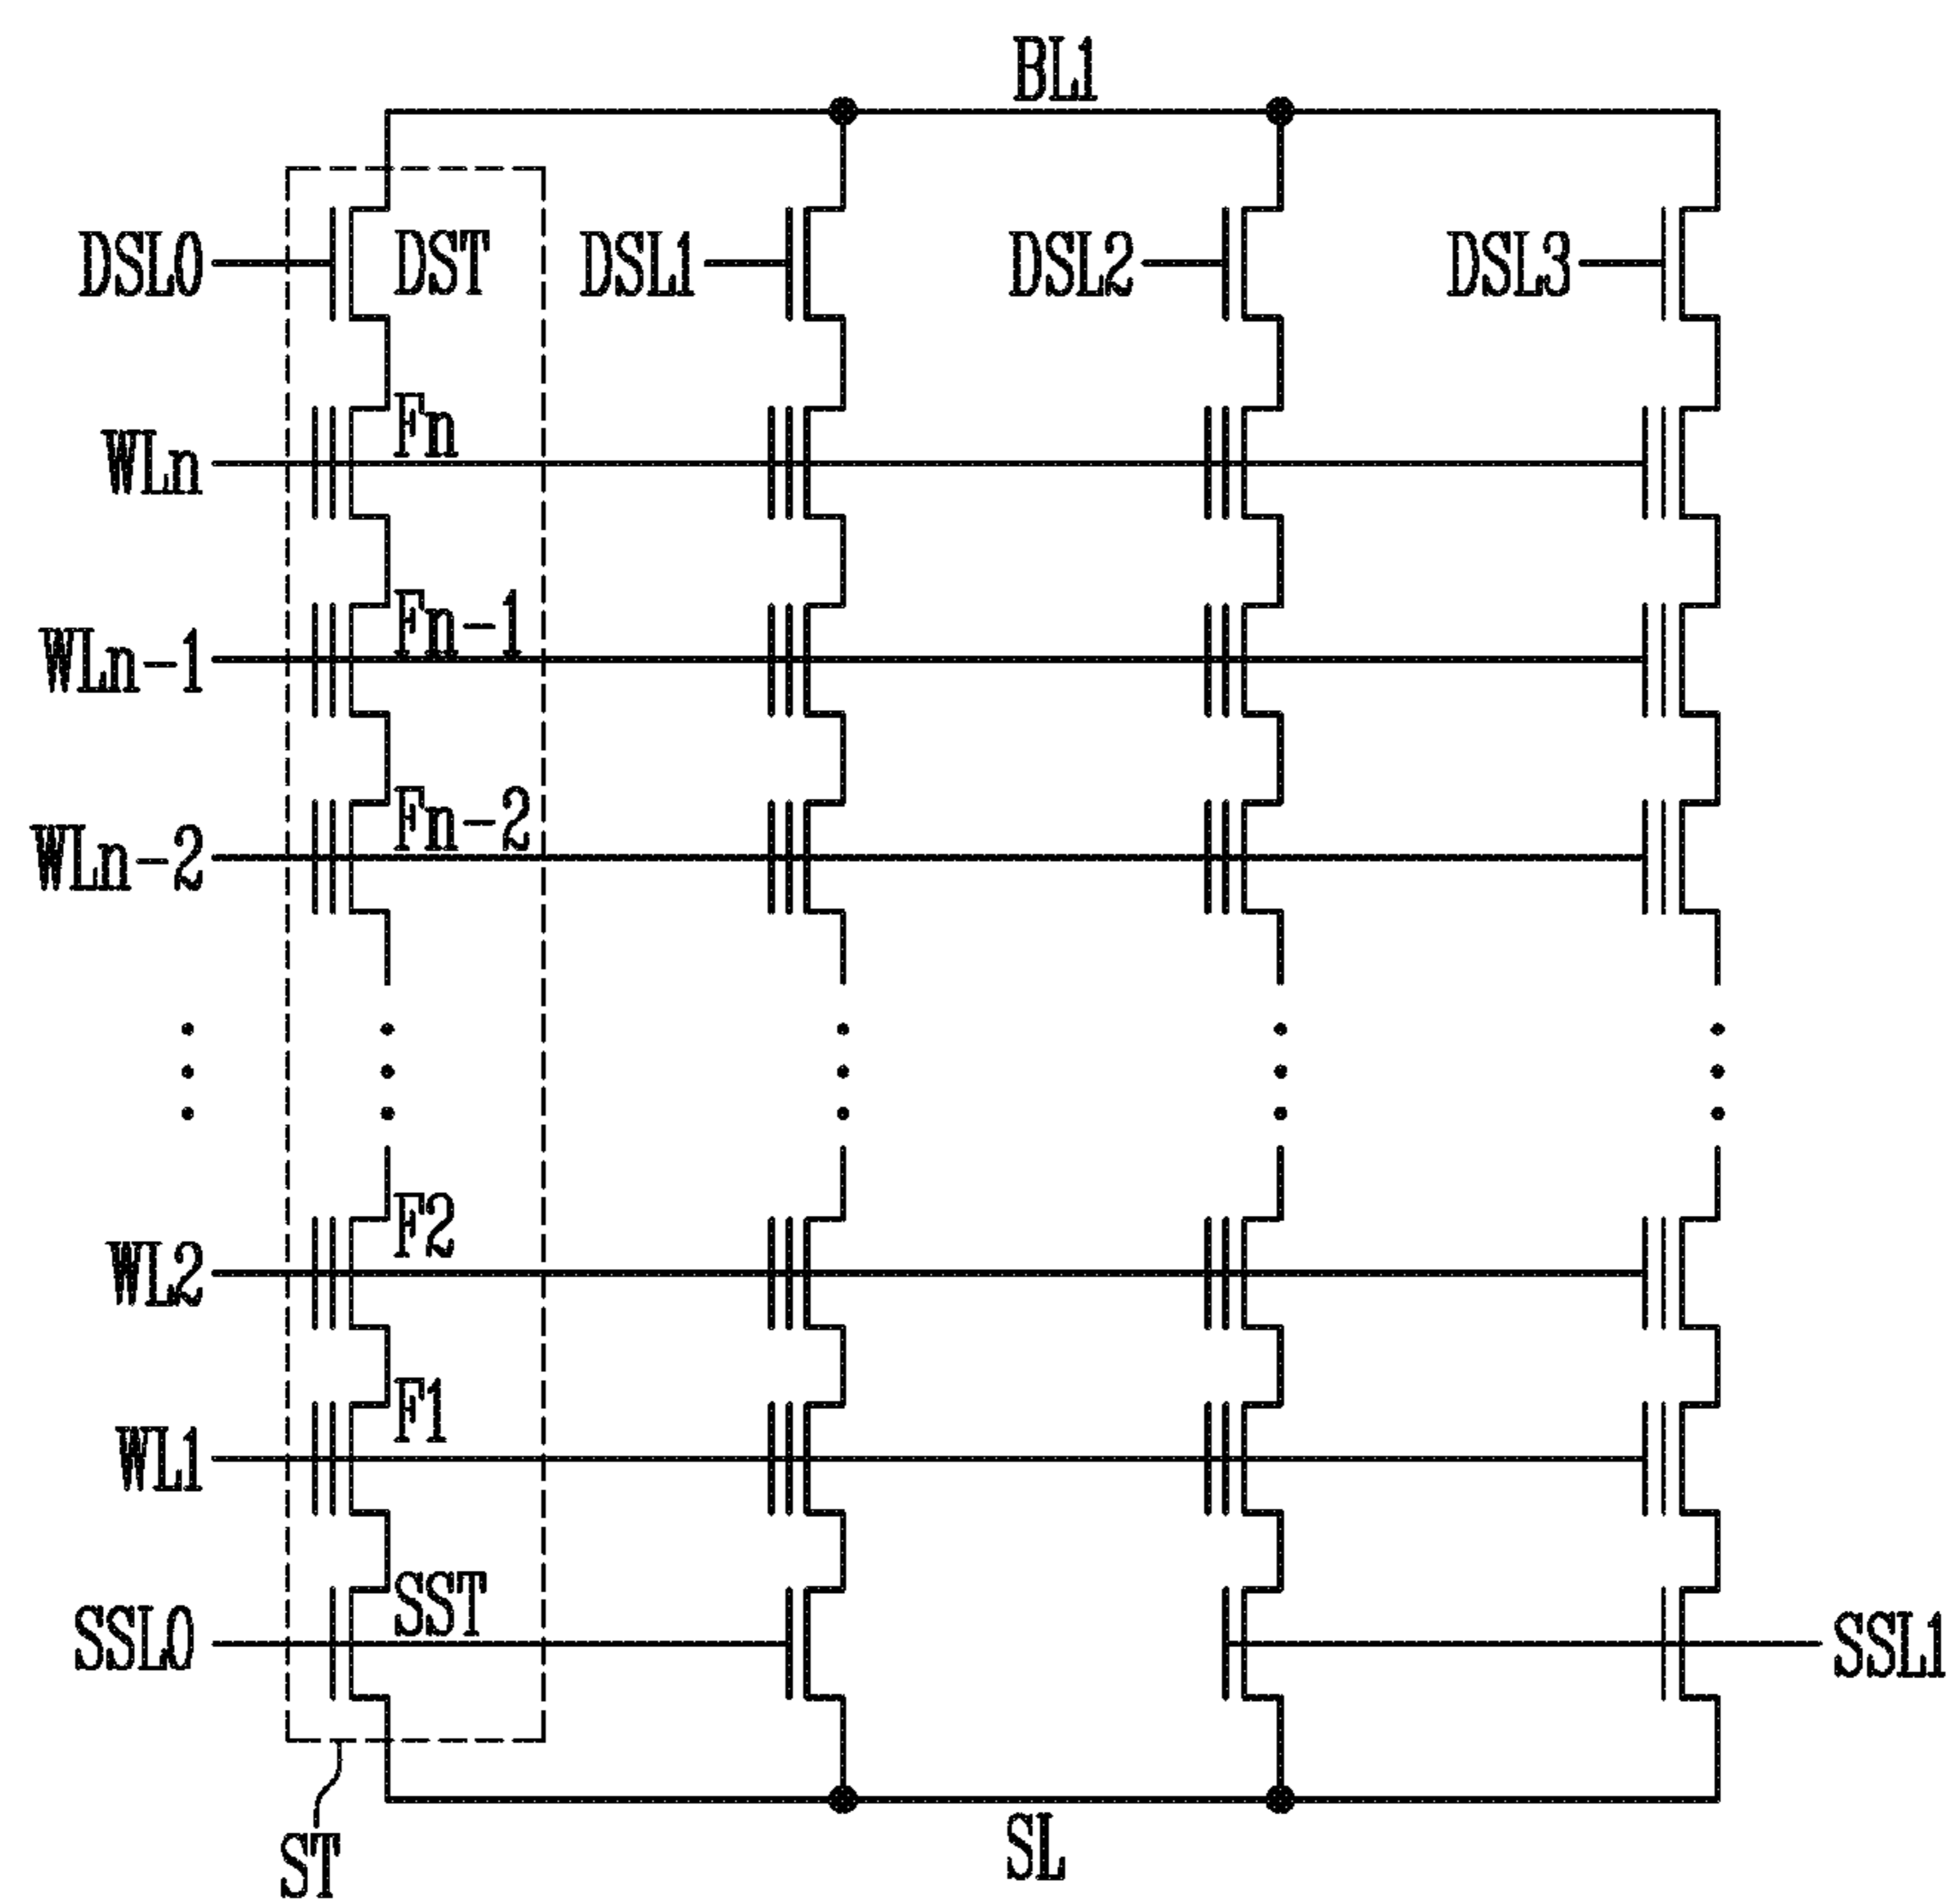 BL1
DSL0
DST
DSL1
DSL2
DSL3
Fn
WLn
Fn-1
WLn-1
Fn-2
WLn-2
F2
WL2
F1
WL1
SST
SSL0
SSL1
SL
ST